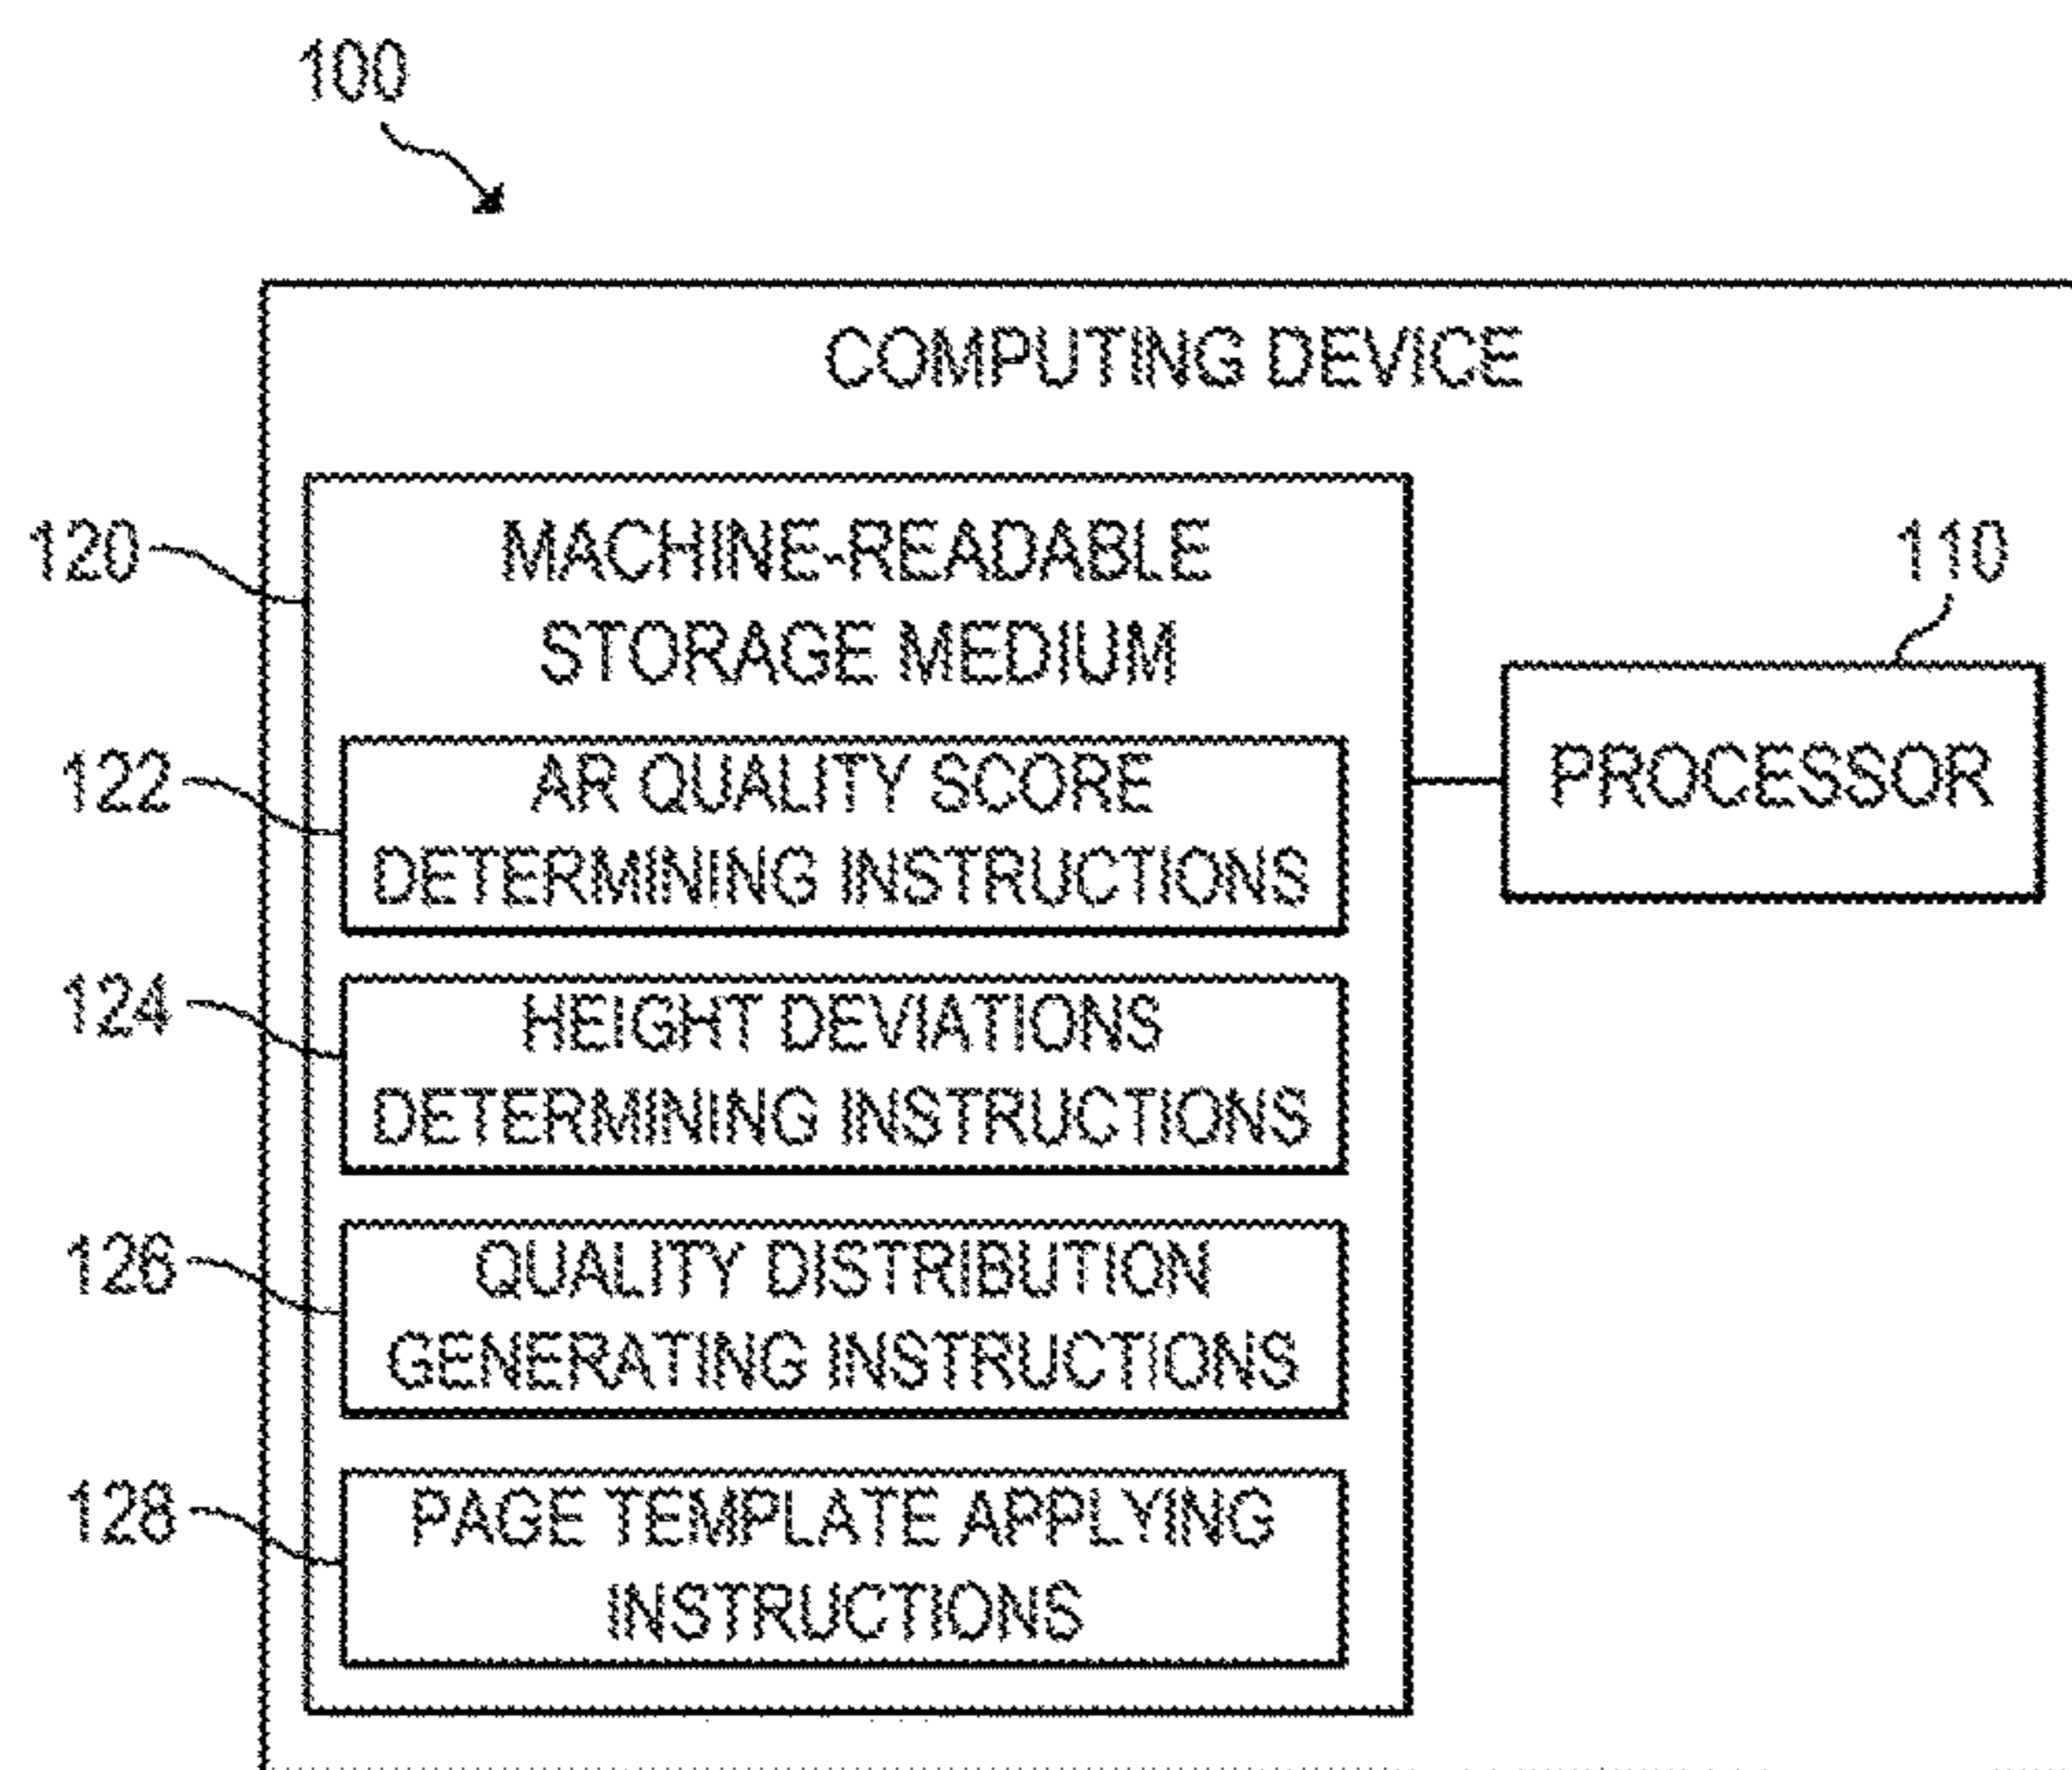 100
COMPUTING DEVICE
120
MACHINE-READABLE
STORAGE MEDIUM
110
PROCESSOR
122
AR QUALITY SCORE
DETERMINING INSTRUCTIONS
124
HEIGHT DEVIATIONS
DETERMINING INSTRUCTIONS
126
QUALITY DISTRIBUTION
GENERATING INSTRUCTIONS
128
PAGE TEMPLATE APPLYING
INSTRUCTIONS